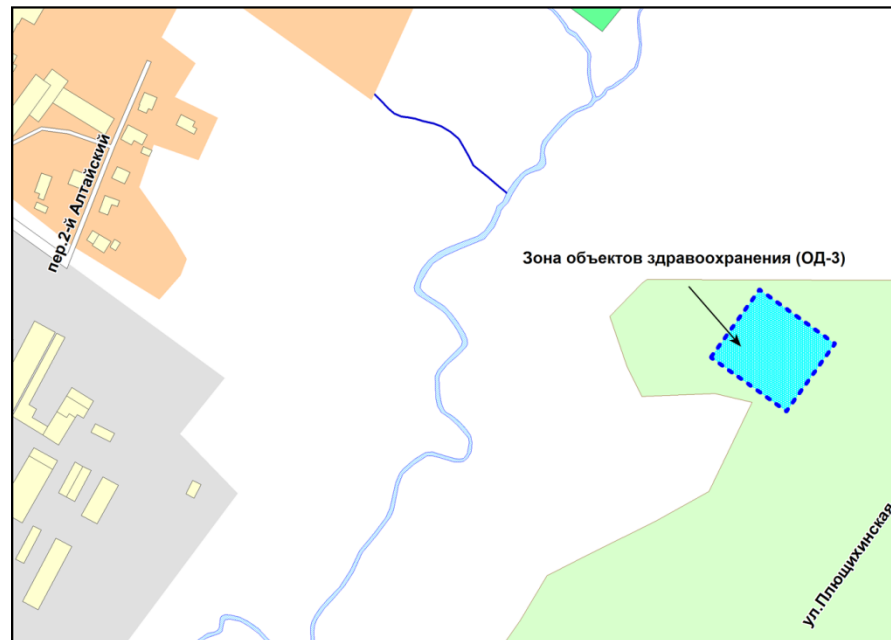 пер.2-й Алтайский
Зона объектов здравоохранения (ОД-3)
ул.Плющихинская